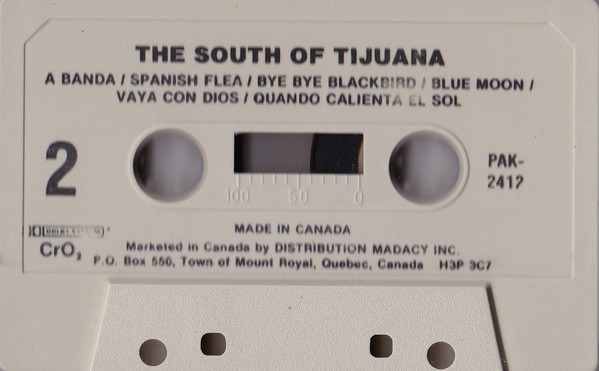 THE SOUTH OF TIJUANA
A BANDA / SPANISH FLEA / BYE BYE BLACKBIRD / BLUE MOON /
VAYA CON DIOS / QUANDO CALIENTA EL SOL
2
PAK-
2412
100 50 0
MADE IN CANADA
CrO₂
Marketed in Canada by DISTRIBUTION MADACY INC.
P.O. Box 556, Town of Mount Royal, Quebec, Canada H3P 3C7